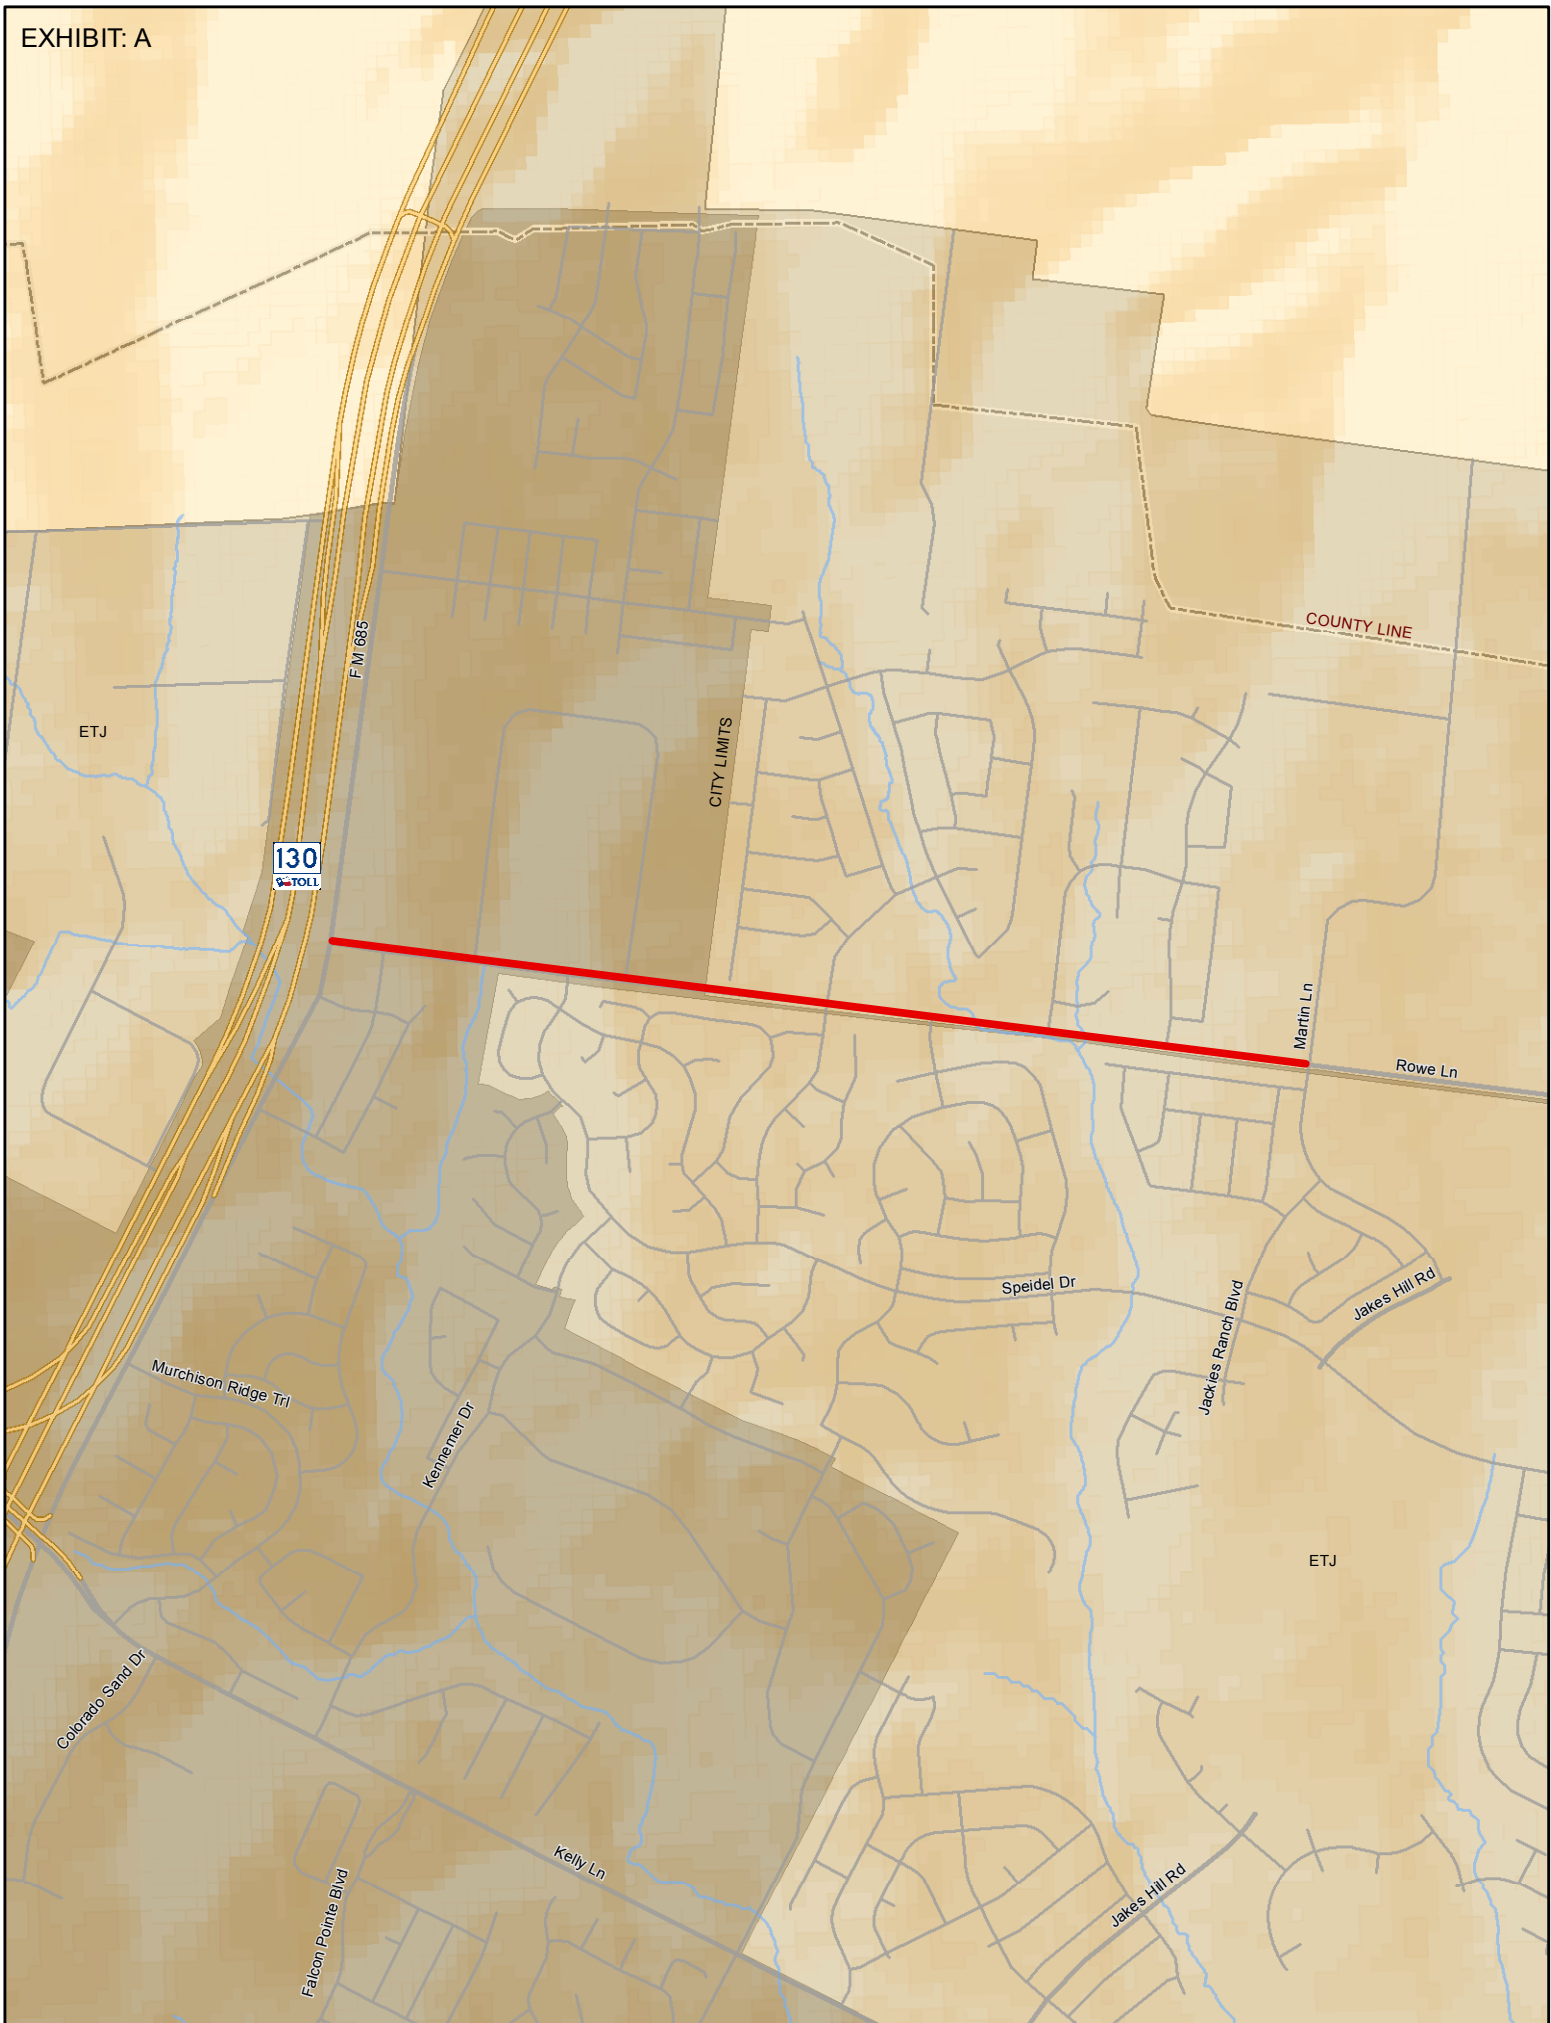 EXHIBIT: A
COUNTY LINE
F M 685
ETJ
CITY LIMITS
130
TOLL
Martin Ln
Rowe Ln
Speidel Dr
Jakes Hill Rd
Jackies Ranch Blvd
Murchison Ridge Trl
Kennemer Dr
ETJ
Colorado Sand Dr
Kelly Ln
Jakes Hill Rd
Falcon Pointe Blvd